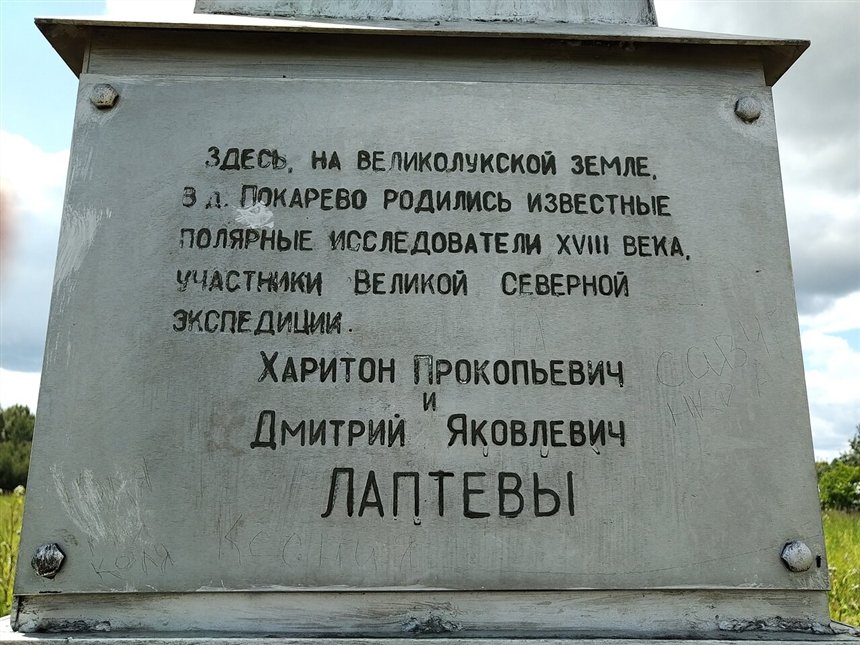 Здесь, на Великолукской земле,
в д. Покарево родились известные
полярные исследователи XVIII века,
участники Великой северной
экспедиции.
Харитон Прокопьевич
и
Дмитрий Яковлевич
Лаптевы
Коля